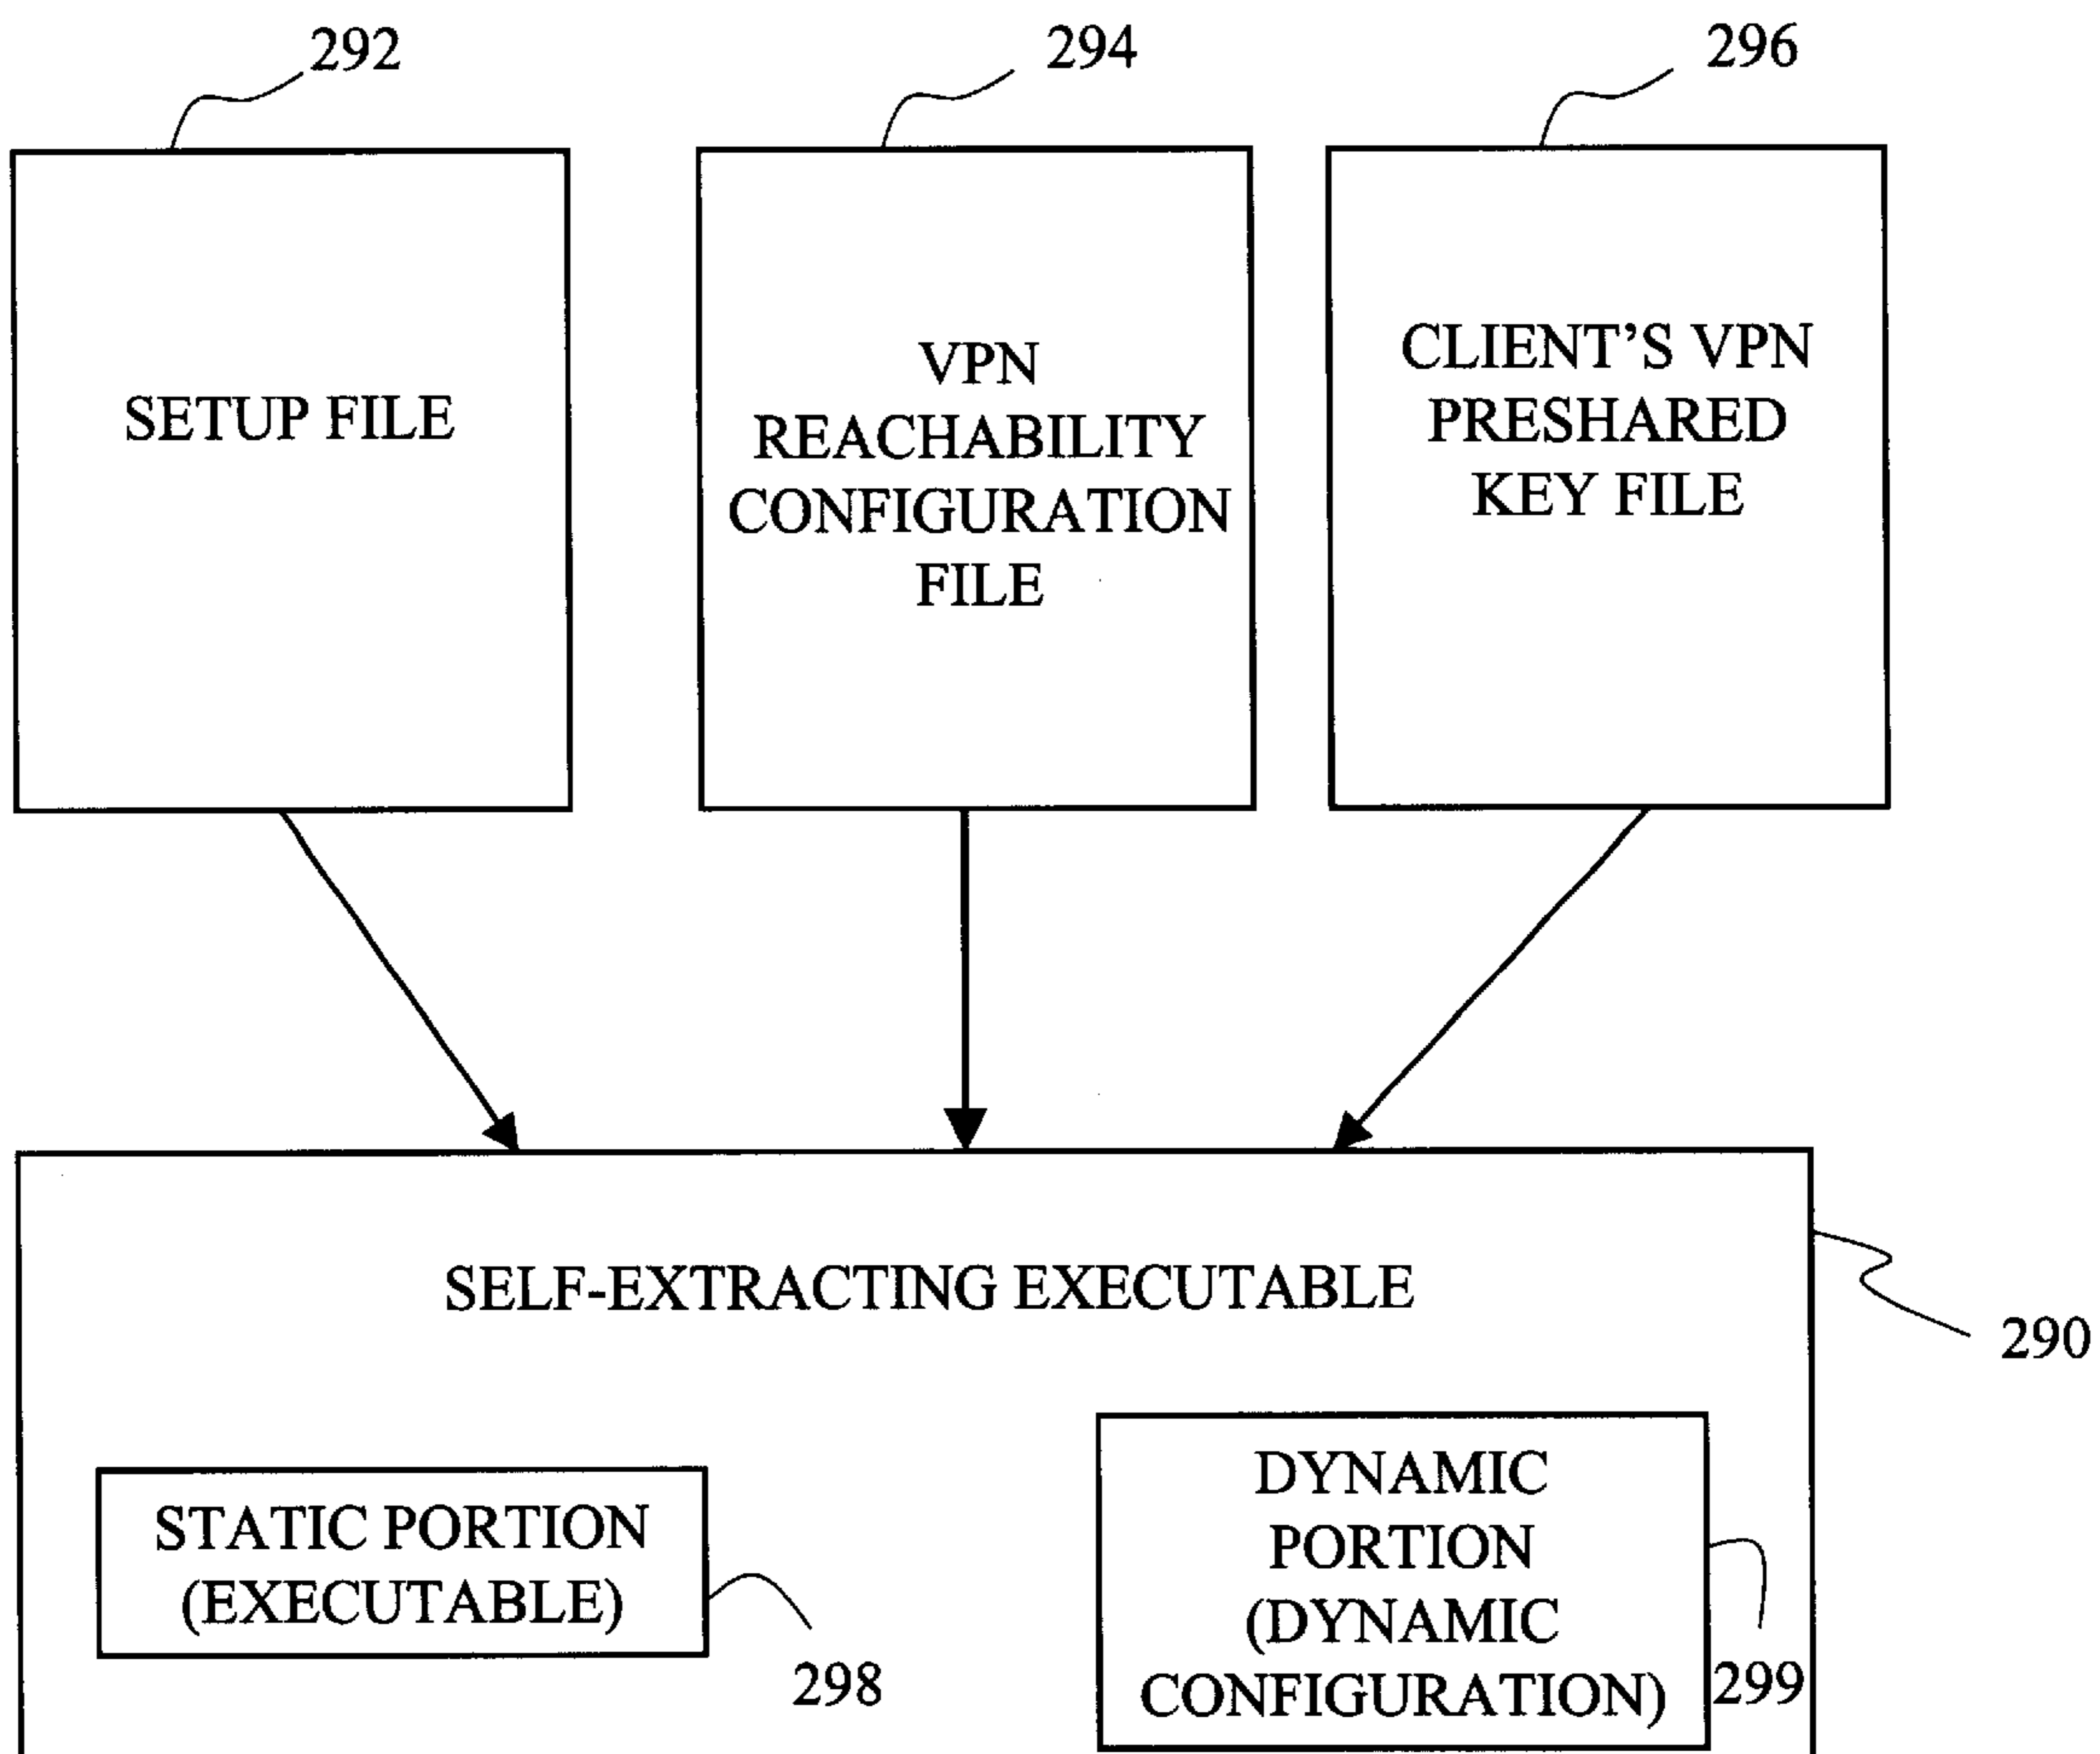 292
294
296
SETUP FILE
VPN
REACHABILITY
CONFIGURATION
FILE
CLIENT'S VPN
PRESHARED
KEY FILE
SELF-EXTRACTING EXECUTABLE
290
STATIC PORTION
(EXECUTABLE)
298
DYNAMIC
PORTION
(DYNAMIC
CONFIGURATION)
299